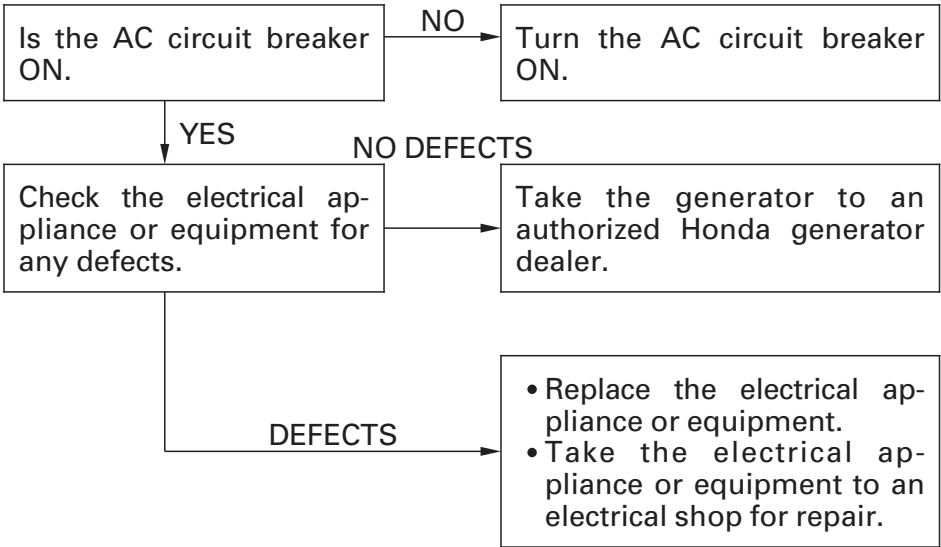 Is the AC circuit breaker
ON.
NO
Turn the AC circuit breaker
ON.
YES
NO DEFECTS
Check the electrical ap-
pliance or equipment for
any defects.
Take the generator to an
authorized Honda generator
dealer.
DEFECTS
• Replace the electrical ap-
pliance or equipment.
• Take the electrical ap-
pliance or equipment to an
electrical shop for repair.